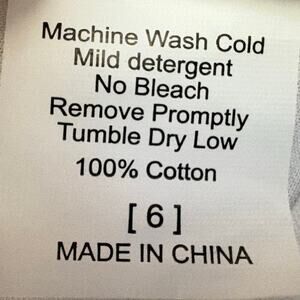 Machine Wash Cold
Mild detergent
No Bleach
Remove Promptly
Tumble Dry Low
100% Cotton
[ 6 ]
MADE IN CHINA